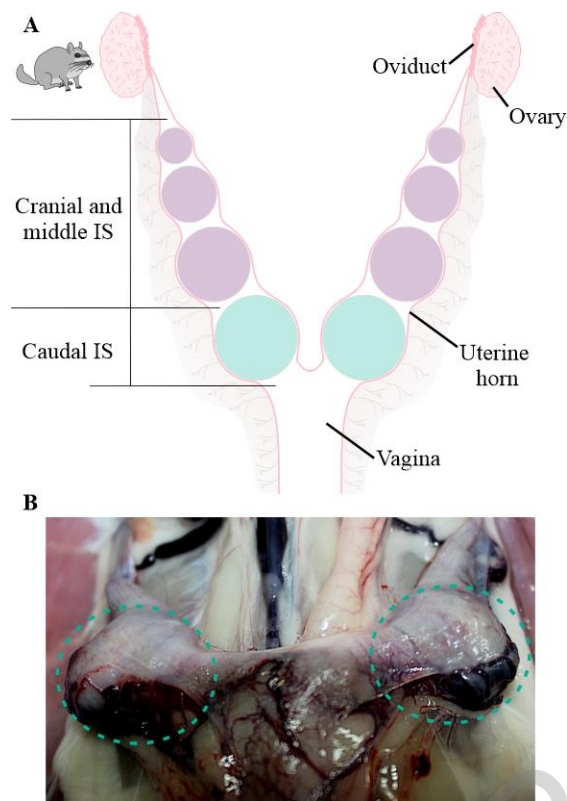 A
Oviduct
Ovary
Cranial and
middle IS
Caudal IS
Uterine
horn
Vagina
B